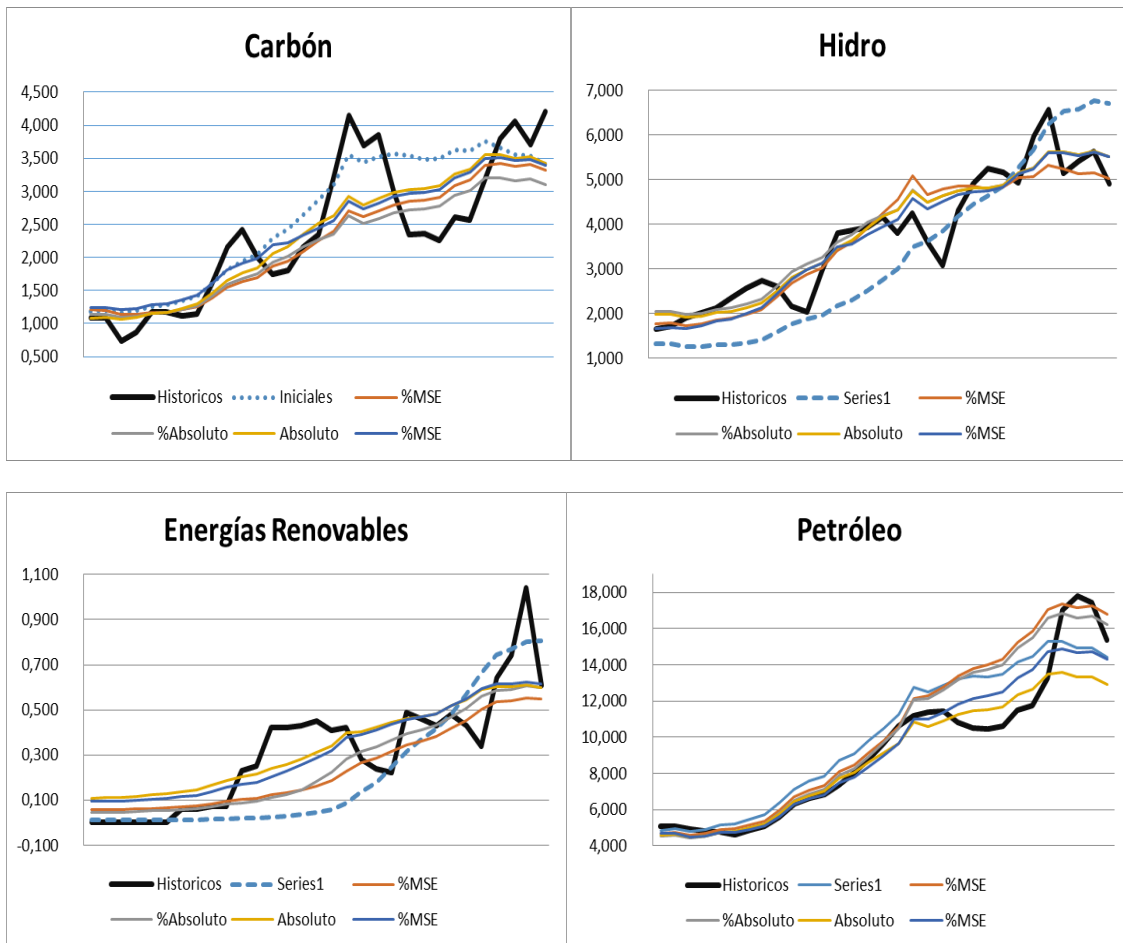 Carbón
4,500
4,000
3,500
3,000
2,500
2,000
1,500
1,000
0,500
Historicos Iniciales %MSE
%Absoluto Absoluto %MSE
Hidro
7,000
6,000
5,000
4,000
3,000
2,000
1,000
Historicos Series1 %MSE
%Absoluto Absoluto %MSE
Energías Renovables
1,100
0,900
0,700
0,500
0,300
0,100
-0,100
Historicos Series1 %MSE
%Absoluto Absoluto %MSE
Petróleo
18,000
16,000
14,000
12,000
10,000
8,000
6,000
4,000
Historicos Series1 %MSE
%Absoluto Absoluto %MSE